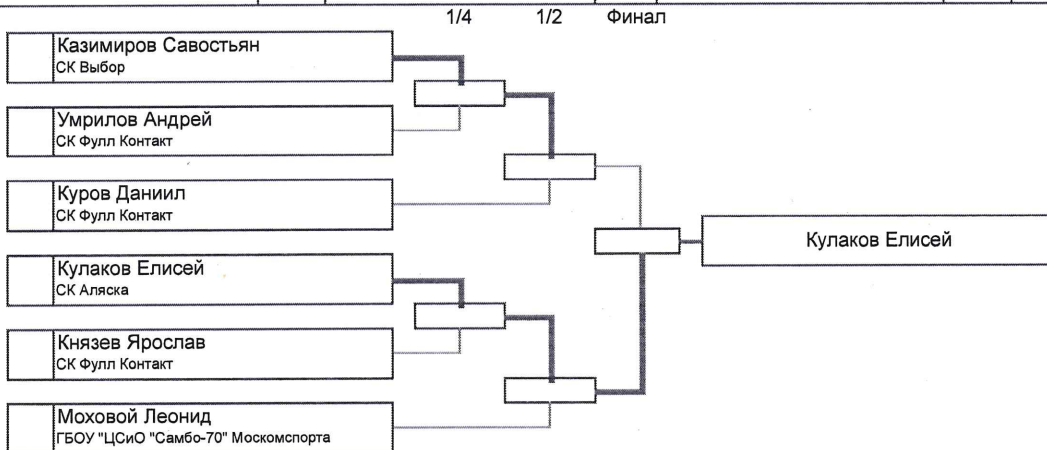 1/4 1/2 Финал
Казимиров Савостьян
СК Выбор
Умрилов Андрей
СК Фулл Контакт
Куров Даниил
СК Фулл Контакт
Кулаков Елисей
Кулаков Елисей
СК Аляска
Князев Ярослав
СК Фулл Контакт
Моховой Леонид
ГБОУ "ЦСиО "Самбо-70" Москомспорта